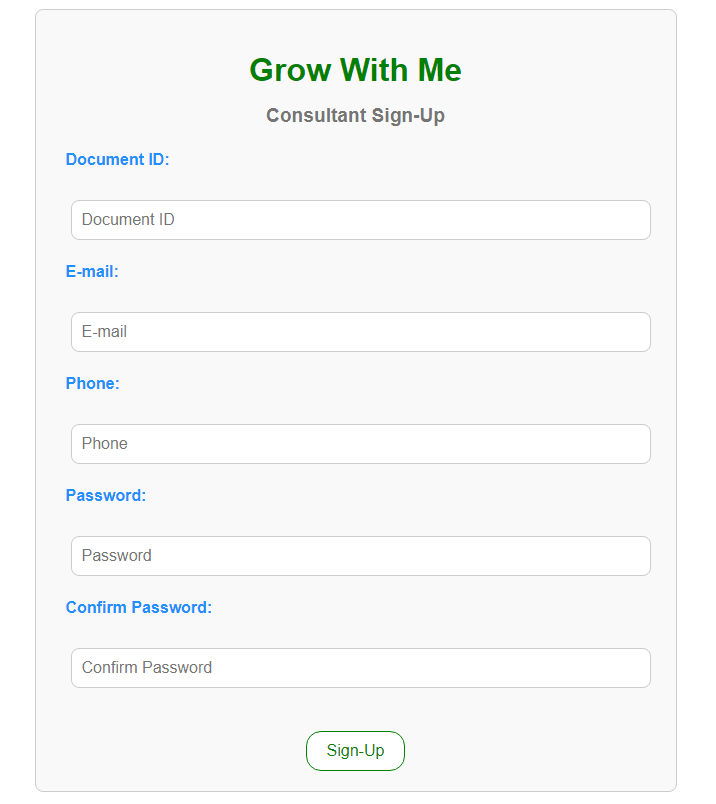 Grow With Me
Consultant Sign-Up
Document ID:
Document ID
E-mail:
E-mail
Phone:
Phone
Password:
Password
Confirm Password:
Confirm Password
Sign-Up